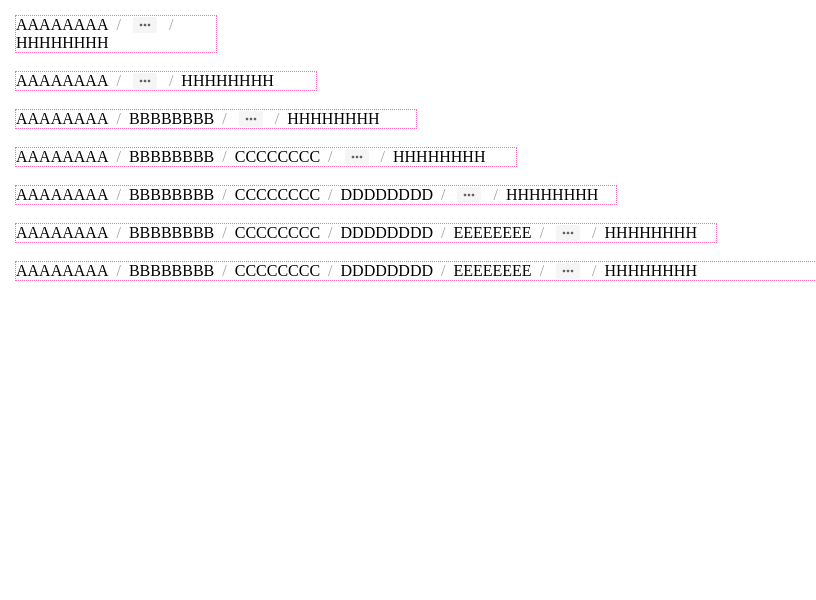 AAAAAAAA / ••• /
HHHHHHHH
AAAAAAAA / ••• / HHHHHHHH
AAAAAAAA / BBBBBBBB / ••• / HHHHHHHH
AAAAAAAA / BBBBBBBB / CCCCCCCC / ••• / HHHHHHHH
AAAAAAAA / BBBBBBBB / CCCCCCCC / DDDDDDDD / ••• / HHHHHHHH
AAAAAAAA / BBBBBBBB / CCCCCCCC / DDDDDDDD / EEEEEEEE / ••• / HHHHHHHH
AAAAAAAA / BBBBBBBB / CCCCCCCC / DDDDDDDD / EEEEEEEE / ••• / HHHHHHHH